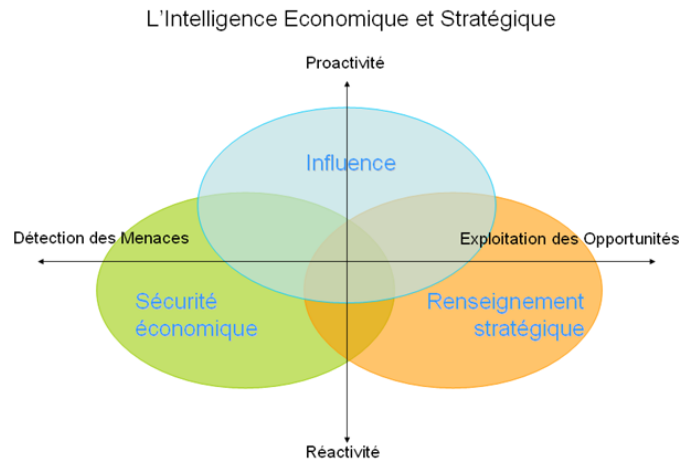 L'Intelligence Economique et Stratégique
Proactivité
Influence
Détection des Menaces
Exploitation des Opportunités
Sécurité
économique
Renseignement
stratégique
Réactivité